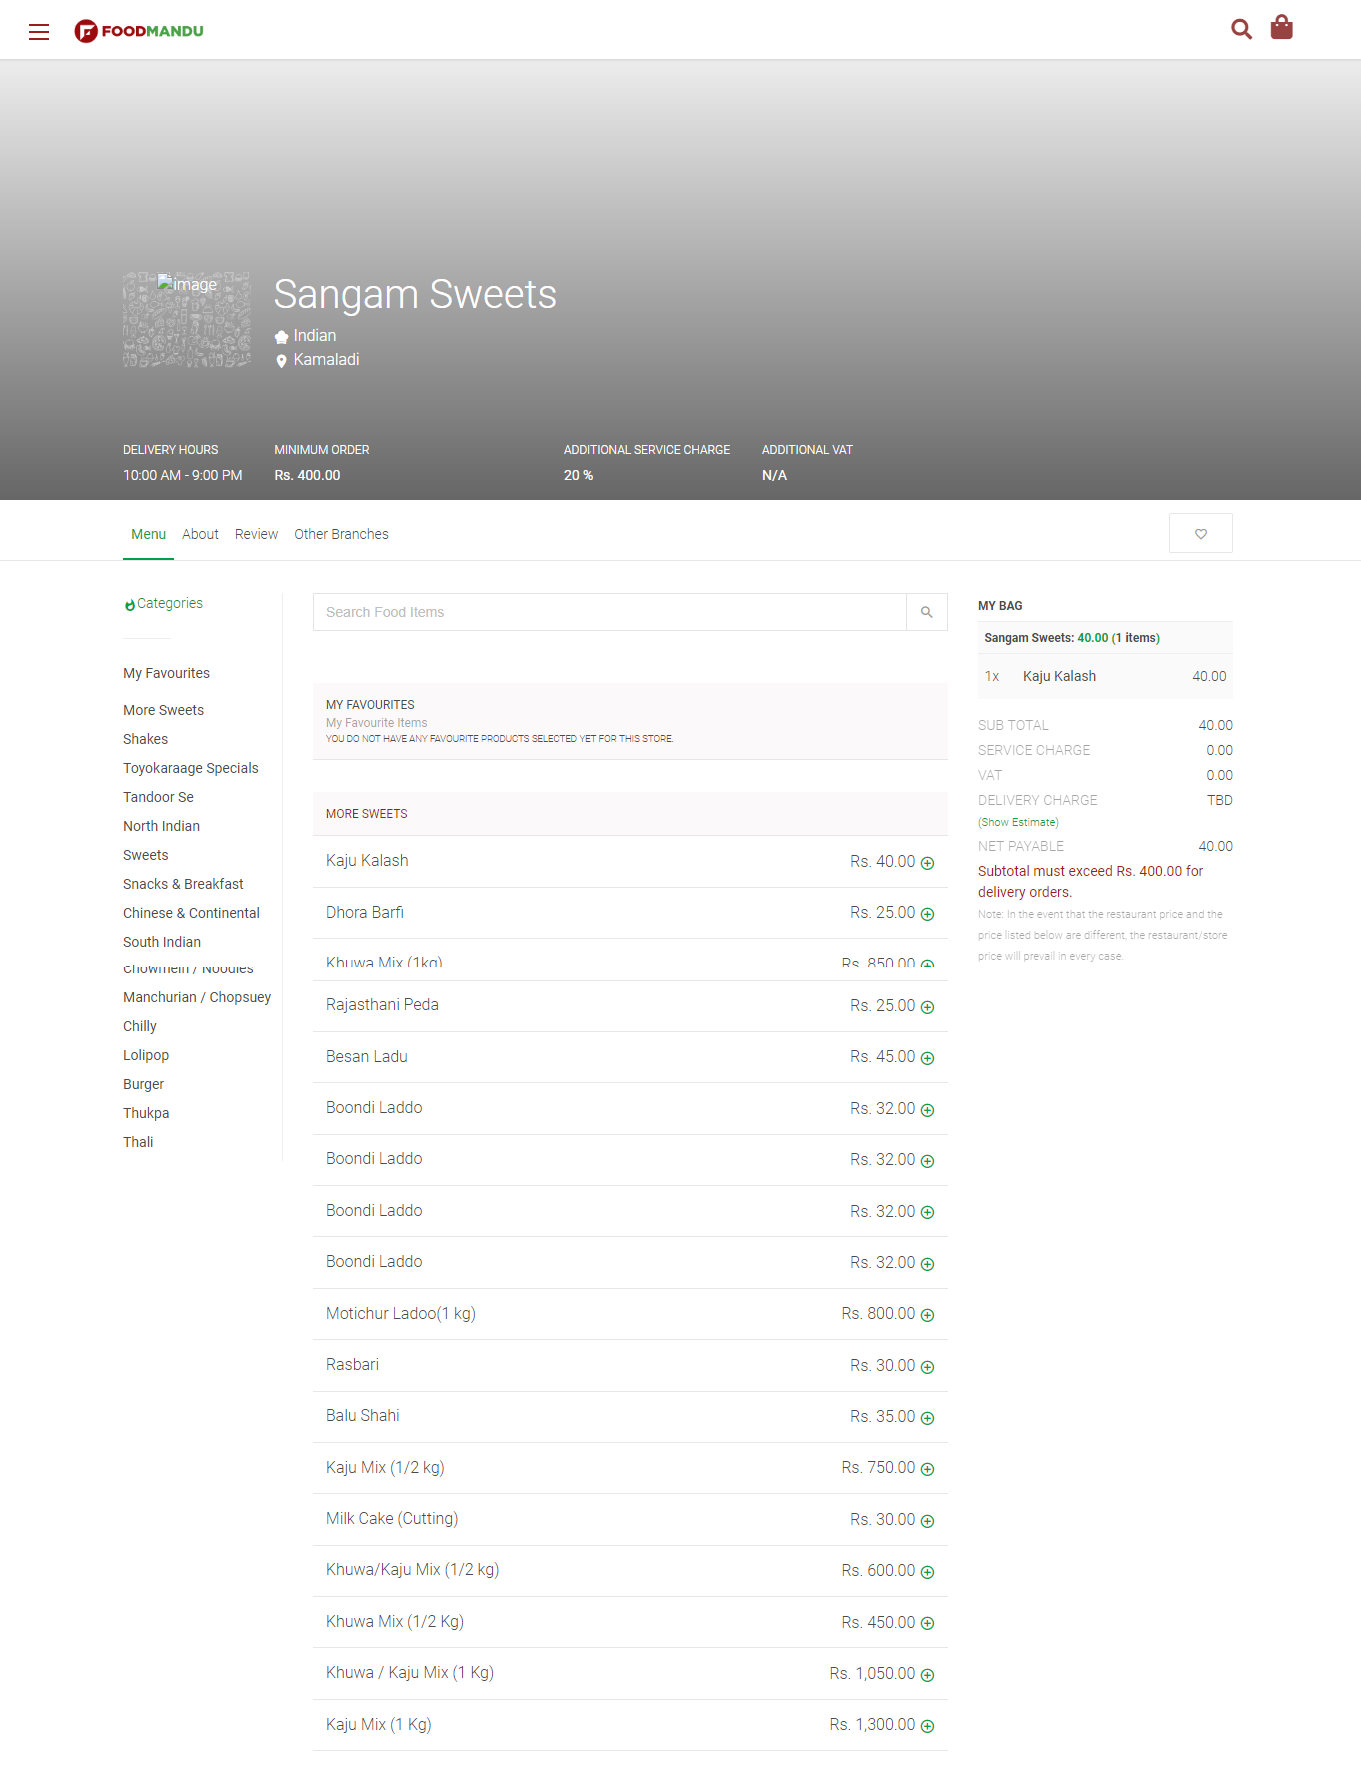 FOODMANDU
image
Sangam Sweets
Indian
Kamaladi
DELIVERY HOURS
10:00 AM - 9:00 PM
MINIMUM ORDER
Rs. 400.00
ADDITIONAL SERVICE CHARGE
20 %
ADDITIONAL VAT
N/A
Menu About Review Other Branches
Categories
My Favourites
More Sweets
Shakes
Toyokaraage Specials
Tandoor Se
North Indian
Sweets
Snacks & Breakfast
Chinese & Continental
South Indian
Chowmein / Noodles
Manchurian / Chopsuey
Chilly
Lolipop
Burger
Thukpa
Thali
Search Food Items
MY FAVOURITES
My Favourite Items
YOU DO NOT HAVE ANY FAVOURITE PRODUCTS SELECTED YET FOR THIS STORE.
MORE SWEETS
Kaju Kalash Rs. 40.00
Dhora Barfi Rs. 25.00
Khuwa Mix (1kg) Rs. 850.00
Rajasthani Peda Rs. 25.00
Besan Ladu Rs. 45.00
Boondi Laddo Rs. 32.00
Boondi Laddo Rs. 32.00
Boondi Laddo Rs. 32.00
Boondi Laddo Rs. 32.00
Motichur Ladoo(1 kg) Rs. 800.00
Rasbari Rs. 30.00
Balu Shahi Rs. 35.00
Kaju Mix (1/2 kg) Rs. 750.00
Milk Cake (Cutting) Rs. 30.00
Khuwa/Kaju Mix (1/2 kg) Rs. 600.00
Khuwa Mix (1/2 Kg) Rs. 450.00
Khuwa / Kaju Mix (1 Kg) Rs. 1,050.00
Kaju Mix (1 Kg) Rs. 1,300.00
MY BAG
Sangam Sweets: 40.00 (1 items)
1x Kaju Kalash 40.00
SUB TOTAL 40.00
SERVICE CHARGE 0.00
VAT 0.00
DELIVERY CHARGE TBD
(Show Estimate)
NET PAYABLE 40.00
Subtotal must exceed Rs. 400.00 for
delivery orders.
Note: In the event that the restaurant price and the
price listed below are different, the restaurant/store
price will prevail in every case.